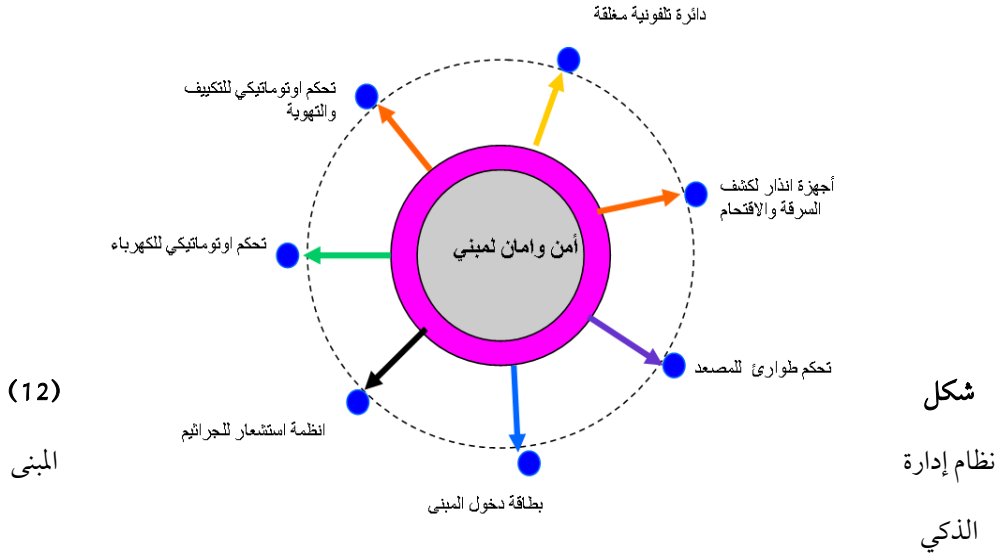 دائرة تلفونية مغلقة
تحكم اوتوماتيكي للتكييف
والتهوية
أجهزة انذار لكشف
السرقة والاقتحام
تحكم اوتوماتيكي للكهرباء
أمن وامان لمبني
تحكم طوارئ للمصعد
انظمة استشعار للجراثيم
بطاقة دخول المبنى
شكل (12)
نظام إدارة المبنى
الذكي